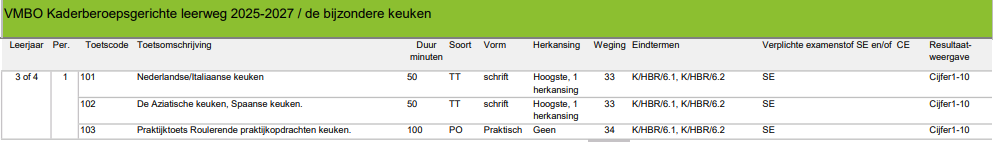 VMBO Kaderberoepsgerichte leerweg 2025-2027 / de bijzondere keuken
Leerjaar Per. Toetscode Toetsomschrijving Duur minuten Soort Vorm Herkansing Weging Eindtermen Verplichte examenstof SE en/of CE Resultaat-weergave
3 of 4 1 101 Nederlandse/Italiaanse keuken 50 TT schrift Hoogste, 1 herkansing 33 K/HBR/6.1, K/HBR/6.2 SE Cijfer1-10
102 De Aziatische keuken, Spaanse keuken. 50 TT schrift Hoogste, 1 herkansing 33 K/HBR/6.1, K/HBR/6.2 SE Cijfer1-10
103 Praktijktoets Roulerende praktijkopdrachten keuken. 100 PO Praktisch Geen 34 K/HBR/6.1, K/HBR/6.2 SE Cijfer1-10